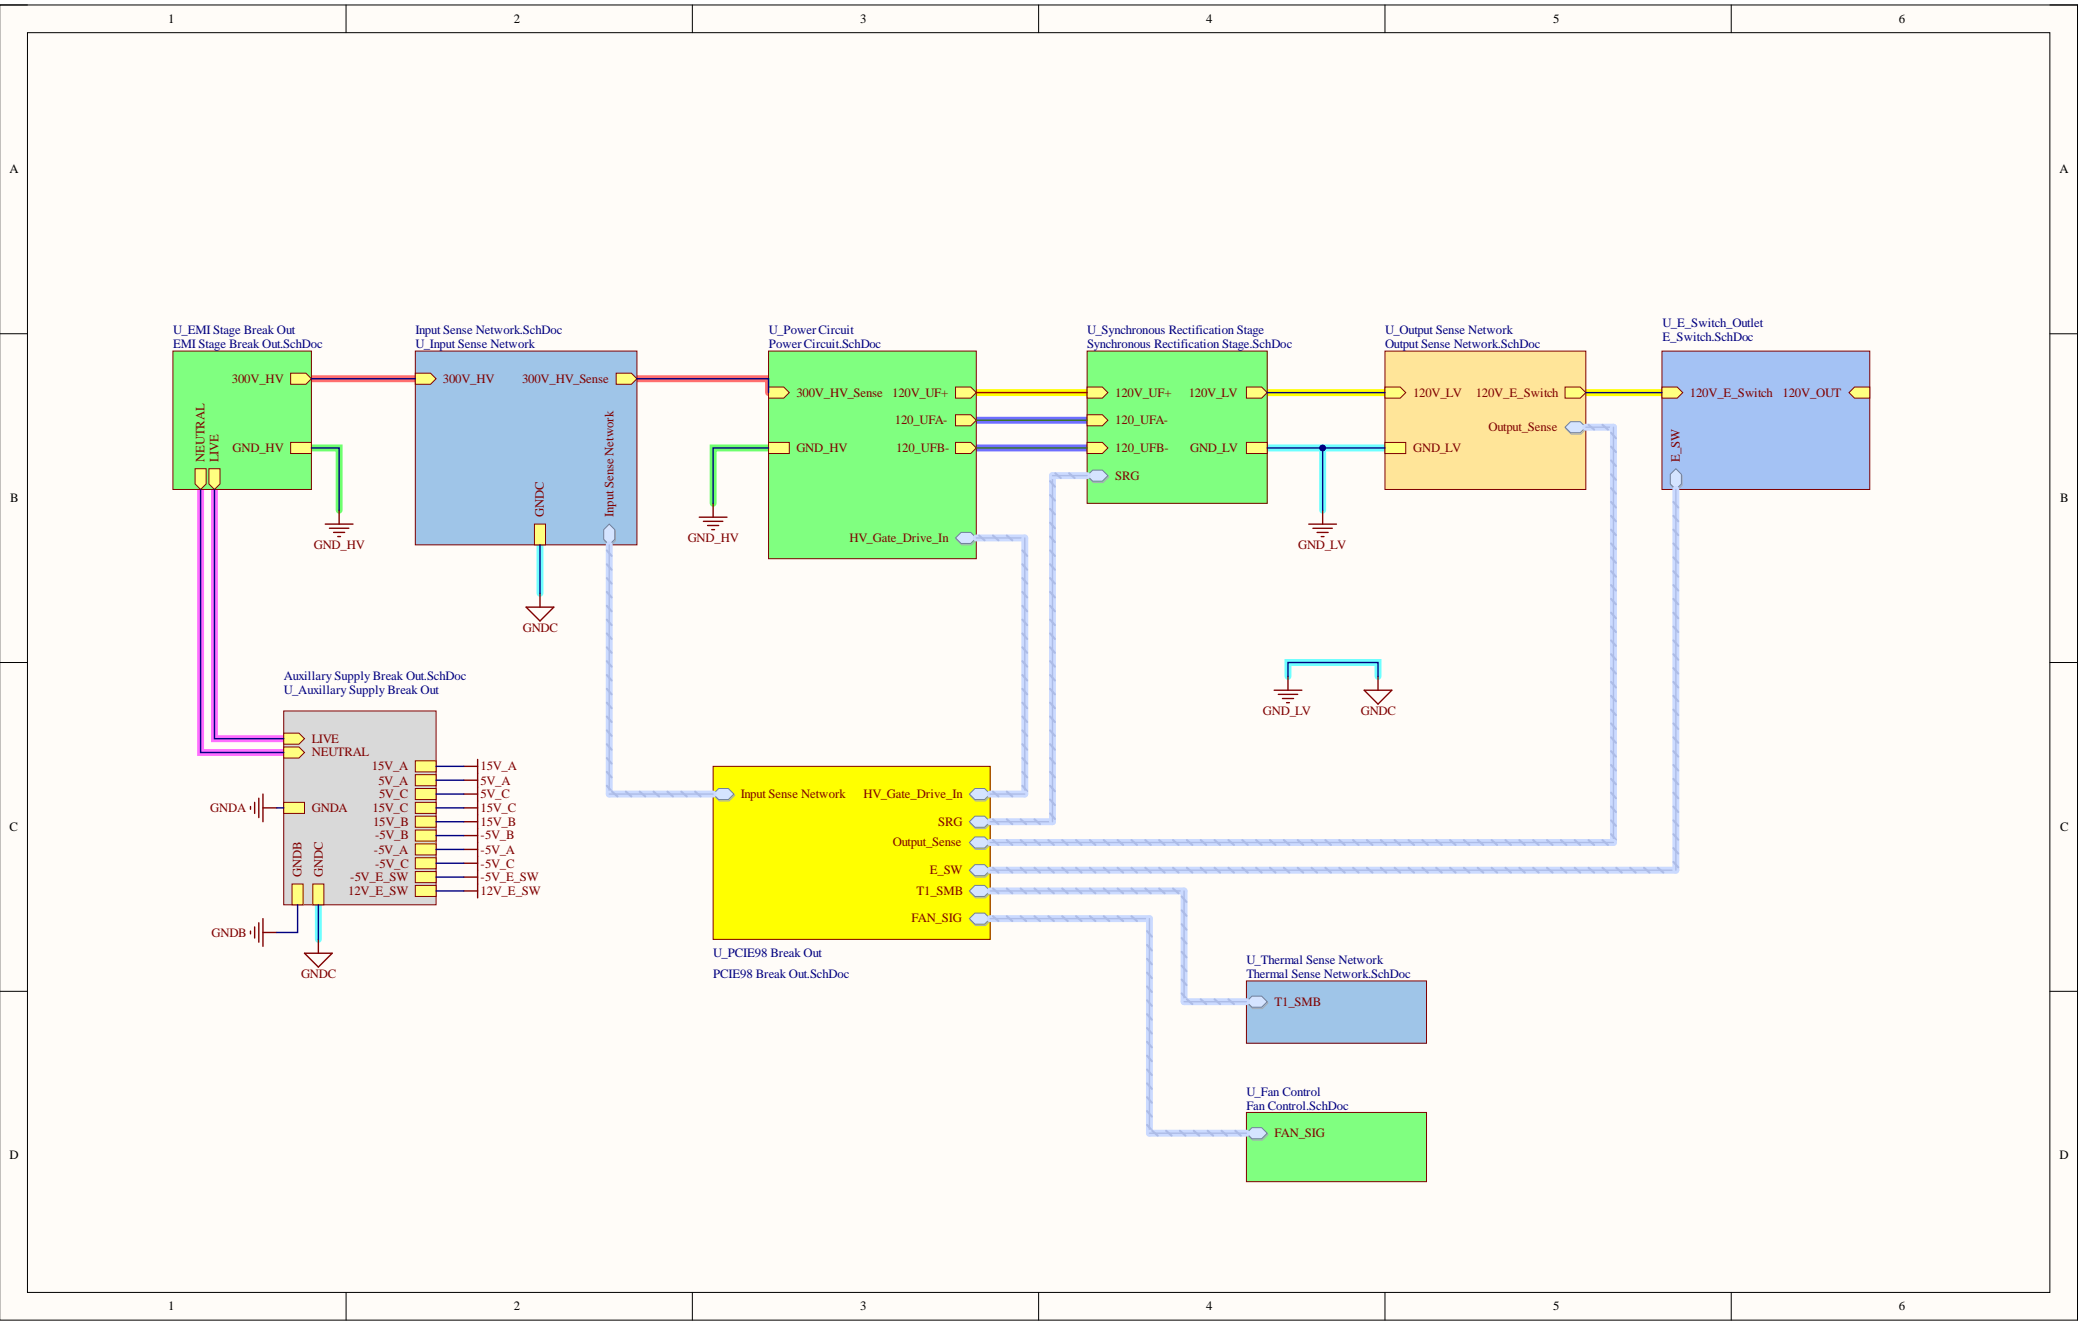 1 2 3 4 5 6
A A
U_EMI Stage Break Out
EMI Stage Break Out.SchDoc
300V_HV
NEUTRAL
LIVE
GND_HV
GND_HV
Input Sense Network.SchDoc
U_Input Sense Network
300V_HV 300V_HV_Sense
Input Sense Network
GNDC
GNDC
U_Power Circuit
Power Circuit.SchDoc
300V_HV_Sense 120V_UF+
120_UFA-
GND_HV 120_UFB-
HV_Gate_Drive_In
GND_HV
U_Synchronous Rectification Stage
Synchronous Rectification Stage.SchDoc
120V_UF+ 120V_LV
120_UFA-
120_UFB- GND_LV
SRG
GND_LV
U_Output Sense Network
Output Sense Network.SchDoc
120V_LV 120V_E_Switch
Output_Sense
GND_LV
U_E_Switch_Outlet
E_Switch.SchDoc
120V_E_Switch 120V_OUT
E_SW
B B
GND_LV GNDC
Auxillary Supply Break Out.SchDoc
U_Auxillary Supply Break Out
LIVE
NEUTRAL
15V_A 15V_A
5V_A 5V_A
5V_C 5V_C
GNDA GNDA 15V_C 15V_C
15V_B 15V_B
-5V_B -5V_B
-5V_A -5V_A
-5V_C -5V_C
-5V_E_SW -5V_E_SW
12V_E_SW 12V_E_SW
GNDB
GNDC
GNDB
GNDC
C C
Input Sense Network HV_Gate_Drive_In
SRG
Output_Sense
E_SW
T1_SMB
FAN_SIG
U_PCIE98 Break Out
PCIE98 Break Out.SchDoc
U_Thermal Sense Network
Thermal Sense Network.SchDoc
T1_SMB
U_Fan Control
Fan Control.SchDoc
FAN_SIG
D D
1 2 3 4 5 6